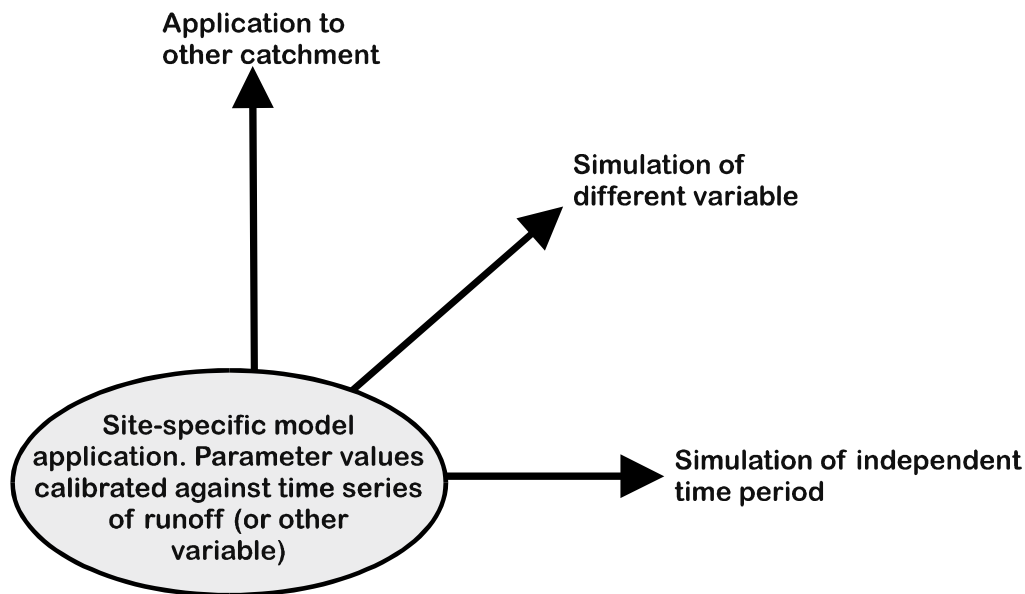 Application to
other catchment
Simulation of
different variable
Site-specific model
application. Parameter values
calibrated against time series
of runoff (or other
variable)
Simulation of independent
time period